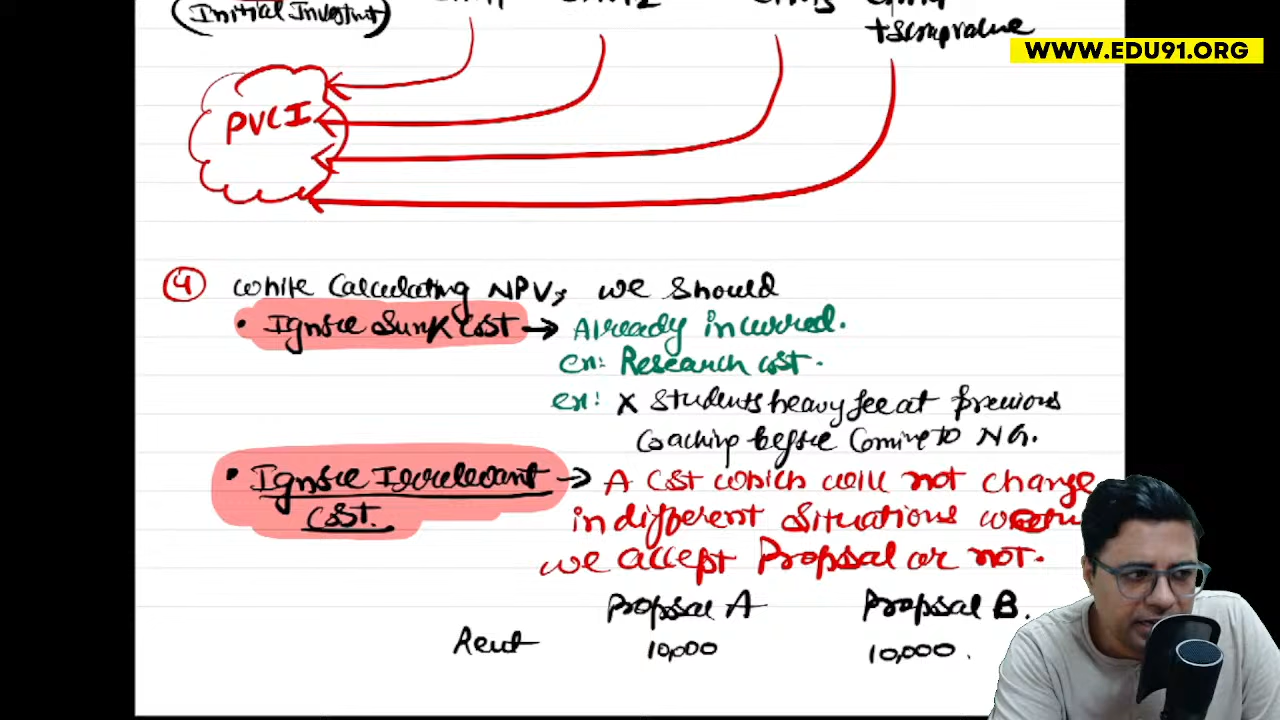 (Initial Investment)
+ Scrap value
WWW.EDU91.ORG
PVCI
④ While Calculating NPV, we should
• Ignore Sunk cost → Already incurred.
ex: Research cost.
ex: X Students heavy fee at previous
coaching before coming to NG.
• Ignore Irrelevant → A cost which will not change
cost. in different situations
we accept Proposal or not.
Proposal A Proposal B.
Rent 10,000 10,000.